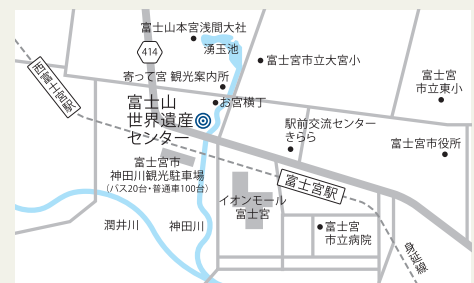 富士山本宮浅間大社
414
湧玉池
富士宮市立大宮小
西富士宮駅
寄って宮 観光案内所
富士宮
市立東小
お宮横丁
富士山
世界遺産
センター
駅前交流センター
きらら
富士宮市役所
富士宮市
神田川観光駐車場
(バス20台・普通車100台)
富士宮駅
イオンモール
富士宮
潤井川
神田川
富士宮
市立病院
身延線